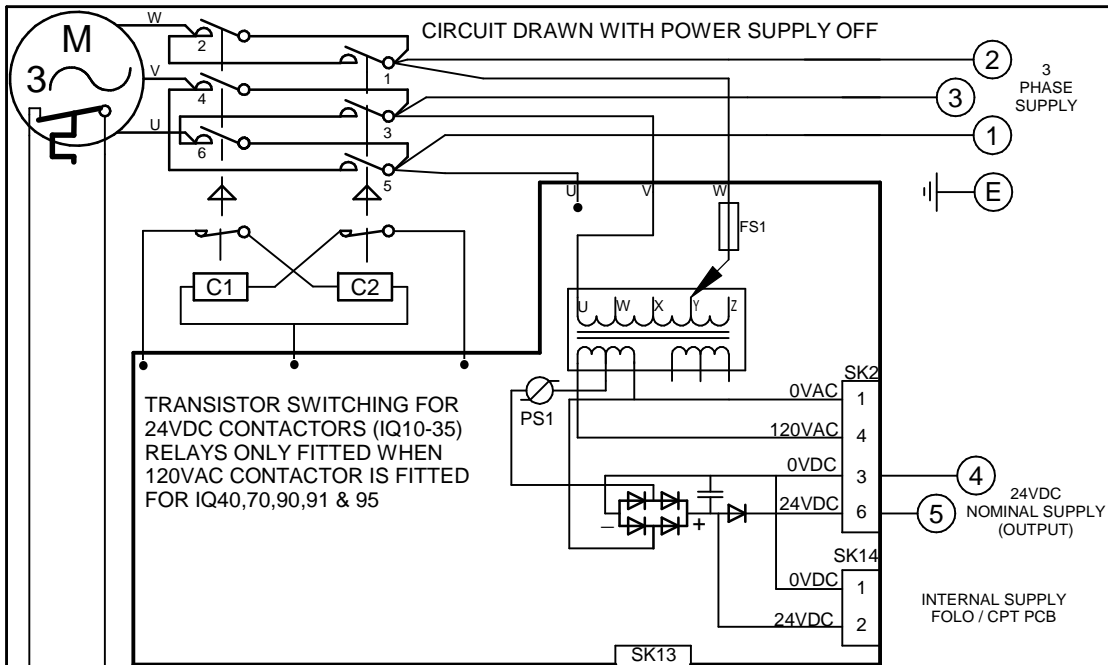 CIRCUIT DRAWN WITH POWER SUPPLY OFF
M
3
W
V
U
2
4
6
1
3
5
2
3
1
E
3
PHASE
SUPPLY
U
V
W
FS1
C1
C2
U
W
X
Y
Z
PS1
TRANSISTOR SWITCHING FOR
24VDC CONTACTORS (IQ10-35)
RELAYS ONLY FITTED WHEN
120VAC CONTACTOR IS FITTED
FOR IQ40,70,90,91 & 95
SK2
0VAC
1
120VAC
4
0VDC
3
24VDC
6
– +
4
5
24VDC
NOMINAL SUPPLY
(OUTPUT)
SK14
0VDC
1
24VDC
2
INTERNAL SUPPLY
FOLO / CPT PCB
SK13